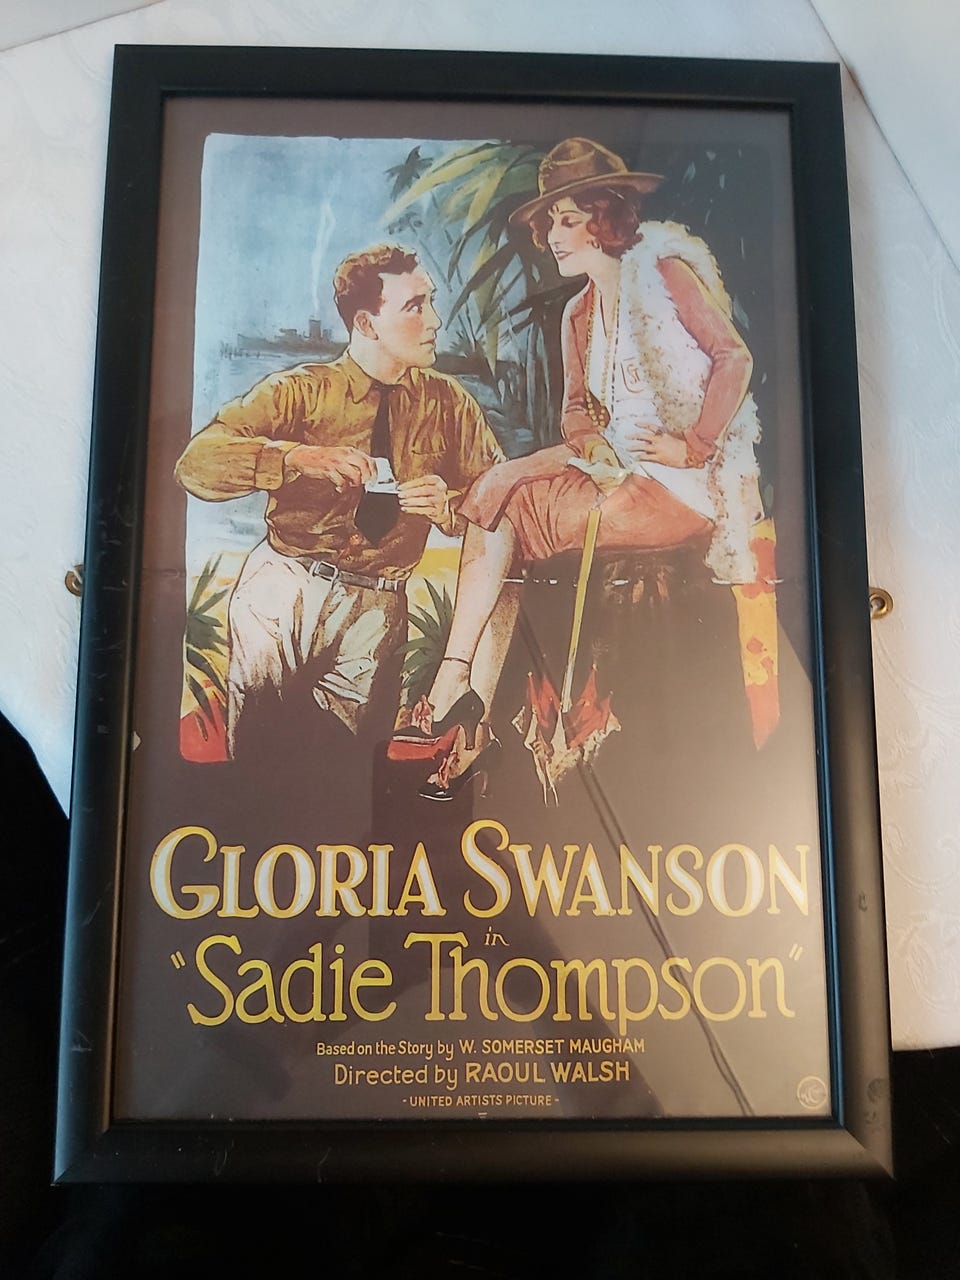 GLORIA SWANSON
in
"Sadie Thompson"
Based on the Story by W. SOMERSET MAUGHAM
Directed by RAOUL WALSH
- UNITED ARTISTS PICTURE -